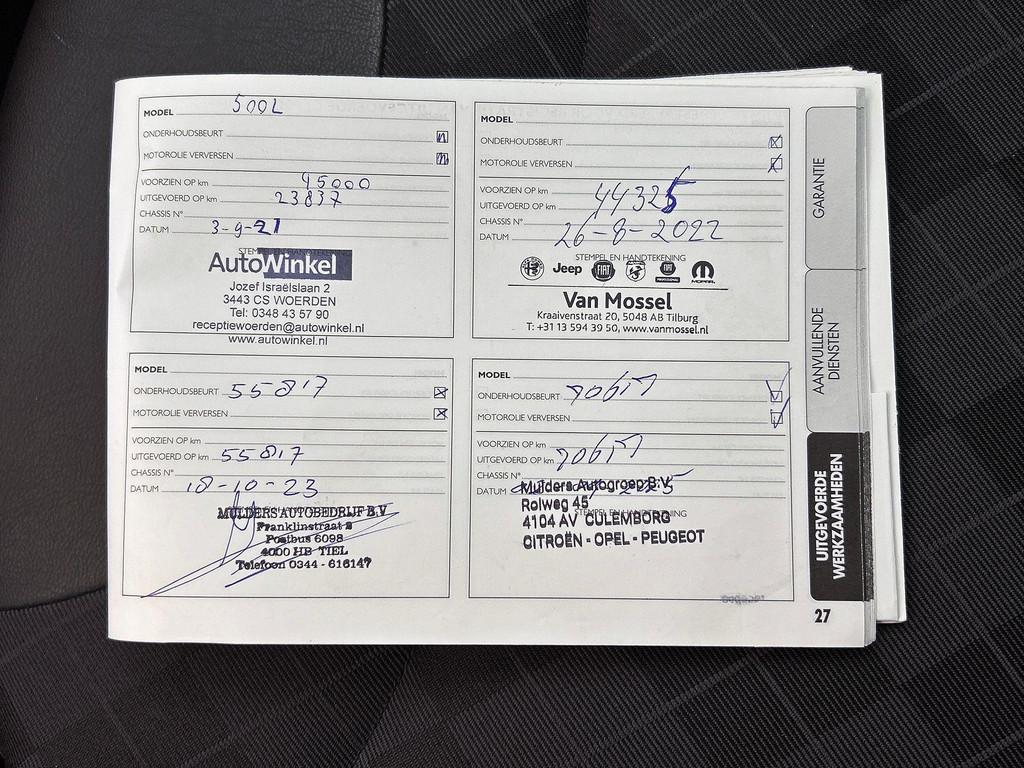 MODEL 500L
ONDERHOUDSBEURT
MOTOROLIE VERVERSEN
VOORZIEN OP km 45000
UITGEVOERD OP km 23837
CHASSIS N°
DATUM 3-9-21
AutoWinkel
Jozef Israëlslaan 2
3443 CS WOERDEN
Tel: 0348 43 57 90
receptiewoerden@autowinkel.nl
www.autowinkel.nl
MODEL
ONDERHOUDSBEURT
MOTOROLIE VERVERSEN
VOORZIEN OP km
UITGEVOERD OP km 44325
CHASSIS N°
DATUM 26-8-2022
STEMPEL EN HANDTEKENING
Jeep FIAT MOPAR
Van Mossel
Kraaivenstraat 20, 5048 AB Tilburg
T: +31 13 594 39 50, www.vanmossel.nl
MODEL
ONDERHOUDSBEURT 55817
MOTOROLIE VERVERSEN
VOORZIEN OP km
UITGEVOERD OP km 55817
CHASSIS N°
DATUM 18-10-23
MULDERS AUTOBEDRIJF B.V
Franklinstraat 2
Postbus 6098
4000 HB TIEL
Telefoon 0344 - 616147
MODEL
ONDERHOUDSBEURT
MOTOROLIE VERVERSEN
VOORZIEN OP km
UITGEVOERD OP km
CHASSIS N°
DATUM
Mulders Autogroep B.V.
Rolweg 45
STEMPEL EN HANDTEKENING
4104 AV CULEMBORG
CITROËN - OPEL - PEUGEOT
GARANTIE
AANVULLENDE
DIENSTEN
UITGEVOERDE
WERKZAAMHEDEN
27